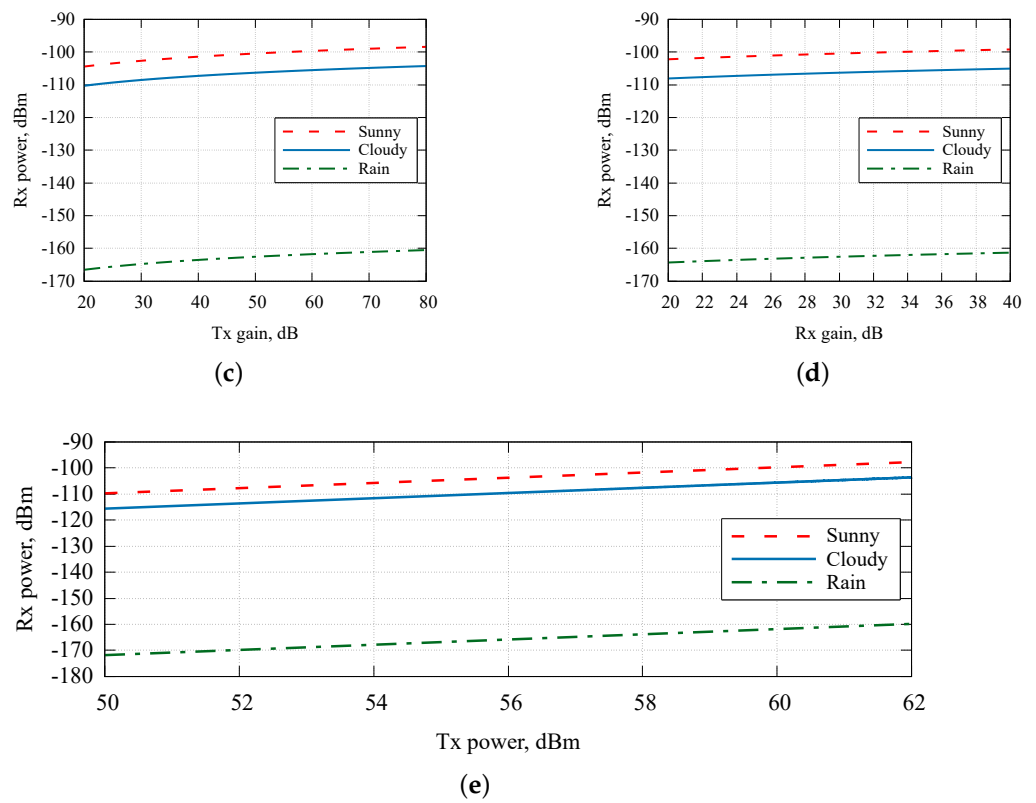 -90
-100
-110
-120
-130
-140
-150
-160
-170
Rx power, dBm
Sunny
Cloudy
Rain
20 30 40 50 60 70 80
Tx gain, dB
(c)
-90
-100
-110
-120
-130
-140
-150
-160
-170
Rx power, dBm
Sunny
Cloudy
Rain
20 22 24 26 28 30 32 34 36 38 40
Rx gain, dB
(d)
-90
-100
-110
-120
-130
-140
-150
-160
-170
-180
Rx power, dBm
Sunny
Cloudy
Rain
50 52 54 56 58 60 62
Tx power, dBm
(e)